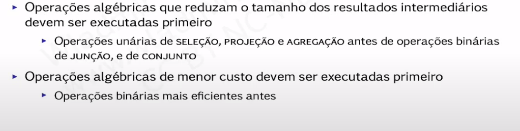 ▸ Operações algébricas que reduzam o tamanho dos resultados intermediários
devem ser executadas primeiro
▸ Operações unárias de SELEÇÃO, PROJEÇÃO e AGREGAÇÃO antes de operações binárias
de JUNÇÃO, e de CONJUNTO
▸ Operações algébricas de menor custo devem ser executadas primeiro
▸ Operações binárias mais eficientes antes